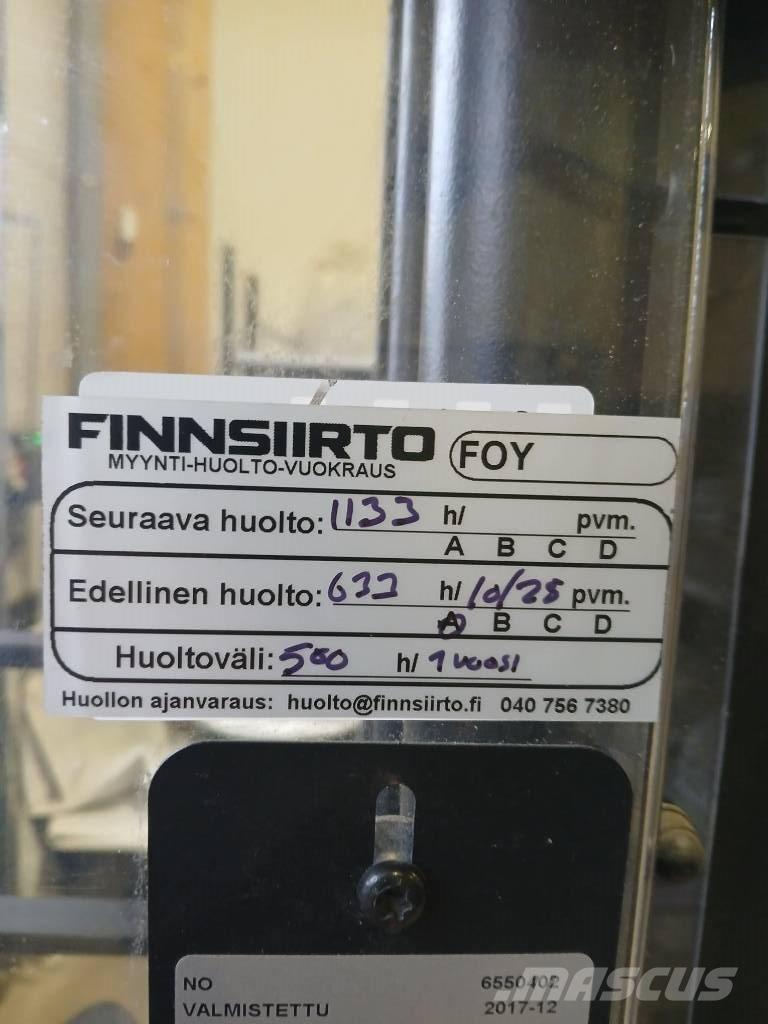 FINNSIIRTO FOY
MYYNTI-HUOLTO-VUOKRAUS
Seuraava huolto: 1133 h/ pvm.
A B C D
Edellinen huolto: 633 h/ 10/25 pvm.
A B C D
Huoltoväli: 500 h/ 1 vuosi
Huollon ajanvaraus: huolto@finnsiirto.fi 040 756 7380
NO 6550402
VALMISTETTU 2017-12
MASCUS